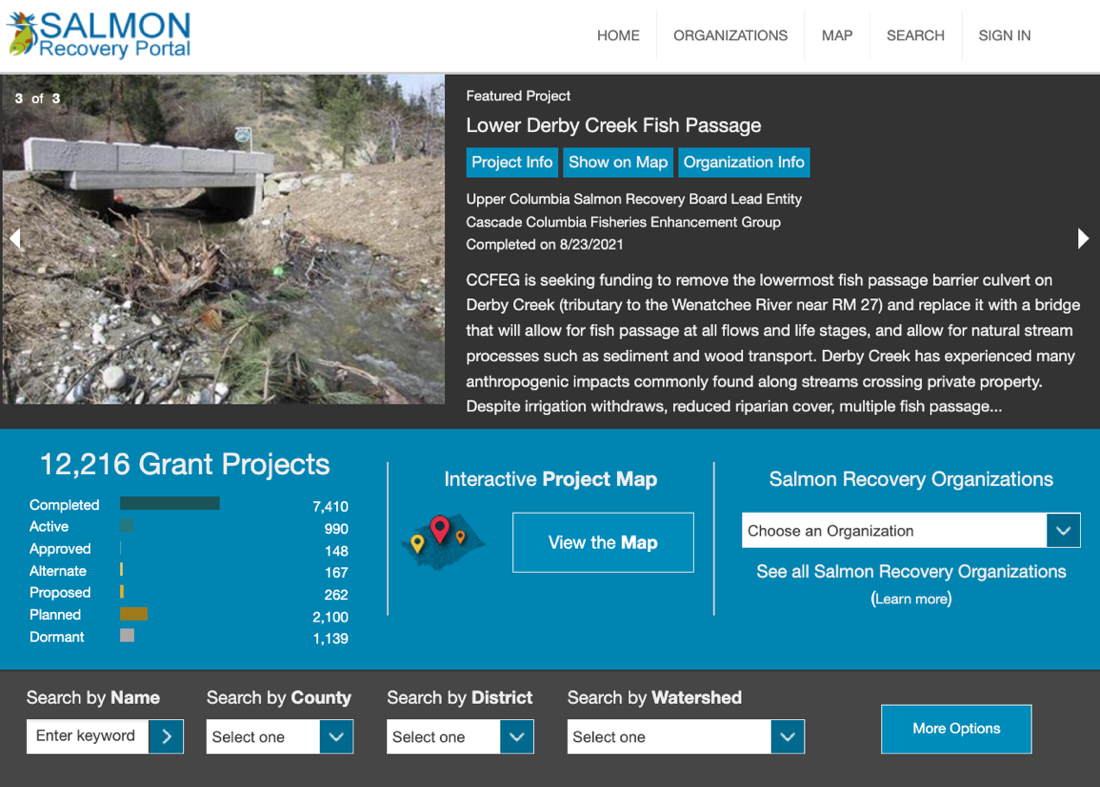 SALMON
Recovery Portal
HOME
ORGANIZATIONS
MAP
SEARCH
SIGN IN
3 of 3
Featured Project
Lower Derby Creek Fish Passage
Project Info
Show on Map
Organization Info
Upper Columbia Salmon Recovery Board Lead Entity
Cascade Columbia Fisheries Enhancement Group
Completed on 8/23/2021
CCFEG is seeking funding to remove the lowermost fish passage barrier culvert on
Derby Creek (tributary to the Wenatchee River near RM 27) and replace it with a bridge
that will allow for fish passage at all flows and life stages, and allow for natural stream
processes such as sediment and wood transport. Derby Creek has experienced many
anthropogenic impacts commonly found along streams crossing private property.
Despite irrigation withdraws, reduced riparian cover, multiple fish passage...
12,216 Grant Projects
Completed 7,410
Active 990
Approved 148
Alternate 167
Proposed 262
Planned 2,100
Dormant 1,139
Interactive Project Map
View the Map
Salmon Recovery Organizations
Choose an Organization
See all Salmon Recovery Organizations
(Learn more)
Search by Name
Enter keyword
Search by County
Select one
Search by District
Select one
Search by Watershed
Select one
More Options